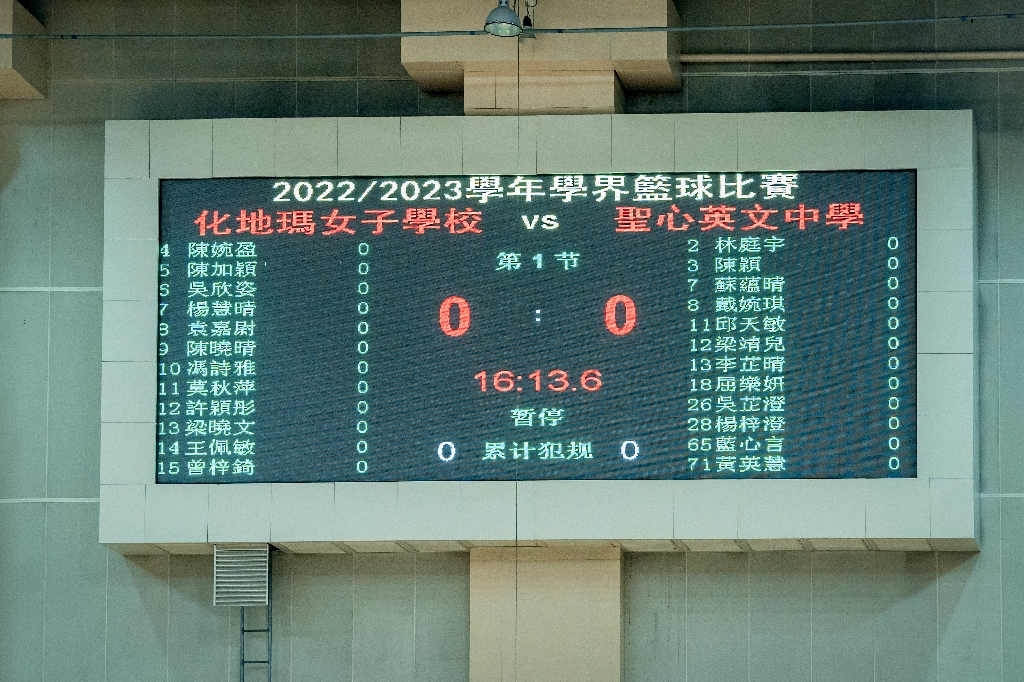 2022/2023學年學界籃球比賽
化地瑪女子學校 vs 聖心英文中學
4 陳婉盈 0
5 陳加穎 0
6 吳欣姿 0
7 楊慧晴 0
8 袁嘉尉 0
9 陳曉晴 0
10 馮詩雅 0
11 莫秋萍 0
12 許穎彤 0
13 梁曉文 0
14 王佩敏 0
15 曾梓錡 0
第 1 节
0 : 0
16:13.6
暂停
0 累计犯规 0
2 林庭宇 0
3 陳穎 0
7 蘇蘊晴 0
8 戴婉琪 0
11 邱天敏 0
12 梁靖兒 0
13 李芷晴 0
18 屈樂妍 0
26 吳芷澄 0
28 楊梓澄 0
65 藍心言 0
71 黃英慧 0